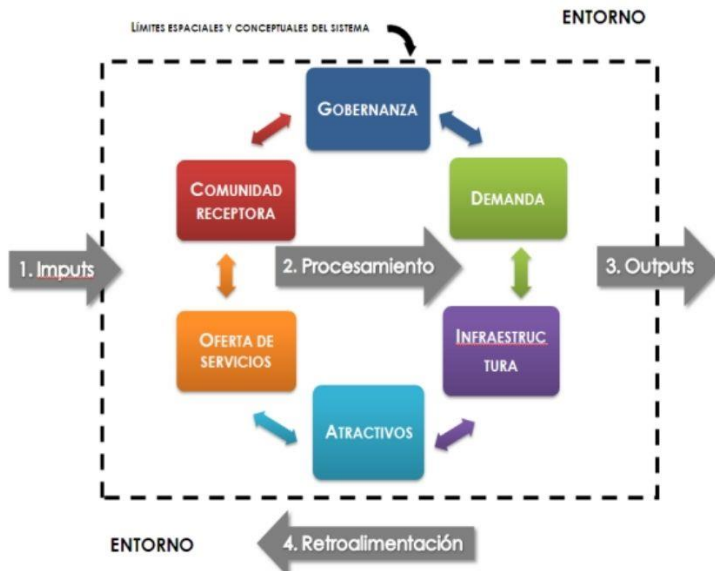 ENTORNO
LÍMITES ESPACIALES Y CONCEPTUALES DEL SISTEMA
GOBERNANZA
COMUNIDAD
RECEPTORA
DEMANDA
1. Imputs
2. Procesamiento
3. Outputs
OFERTA DE
SERVICIOS
INFRAESTRUC
TURA
ATRACTIVOS
ENTORNO
4. Retroalimentación